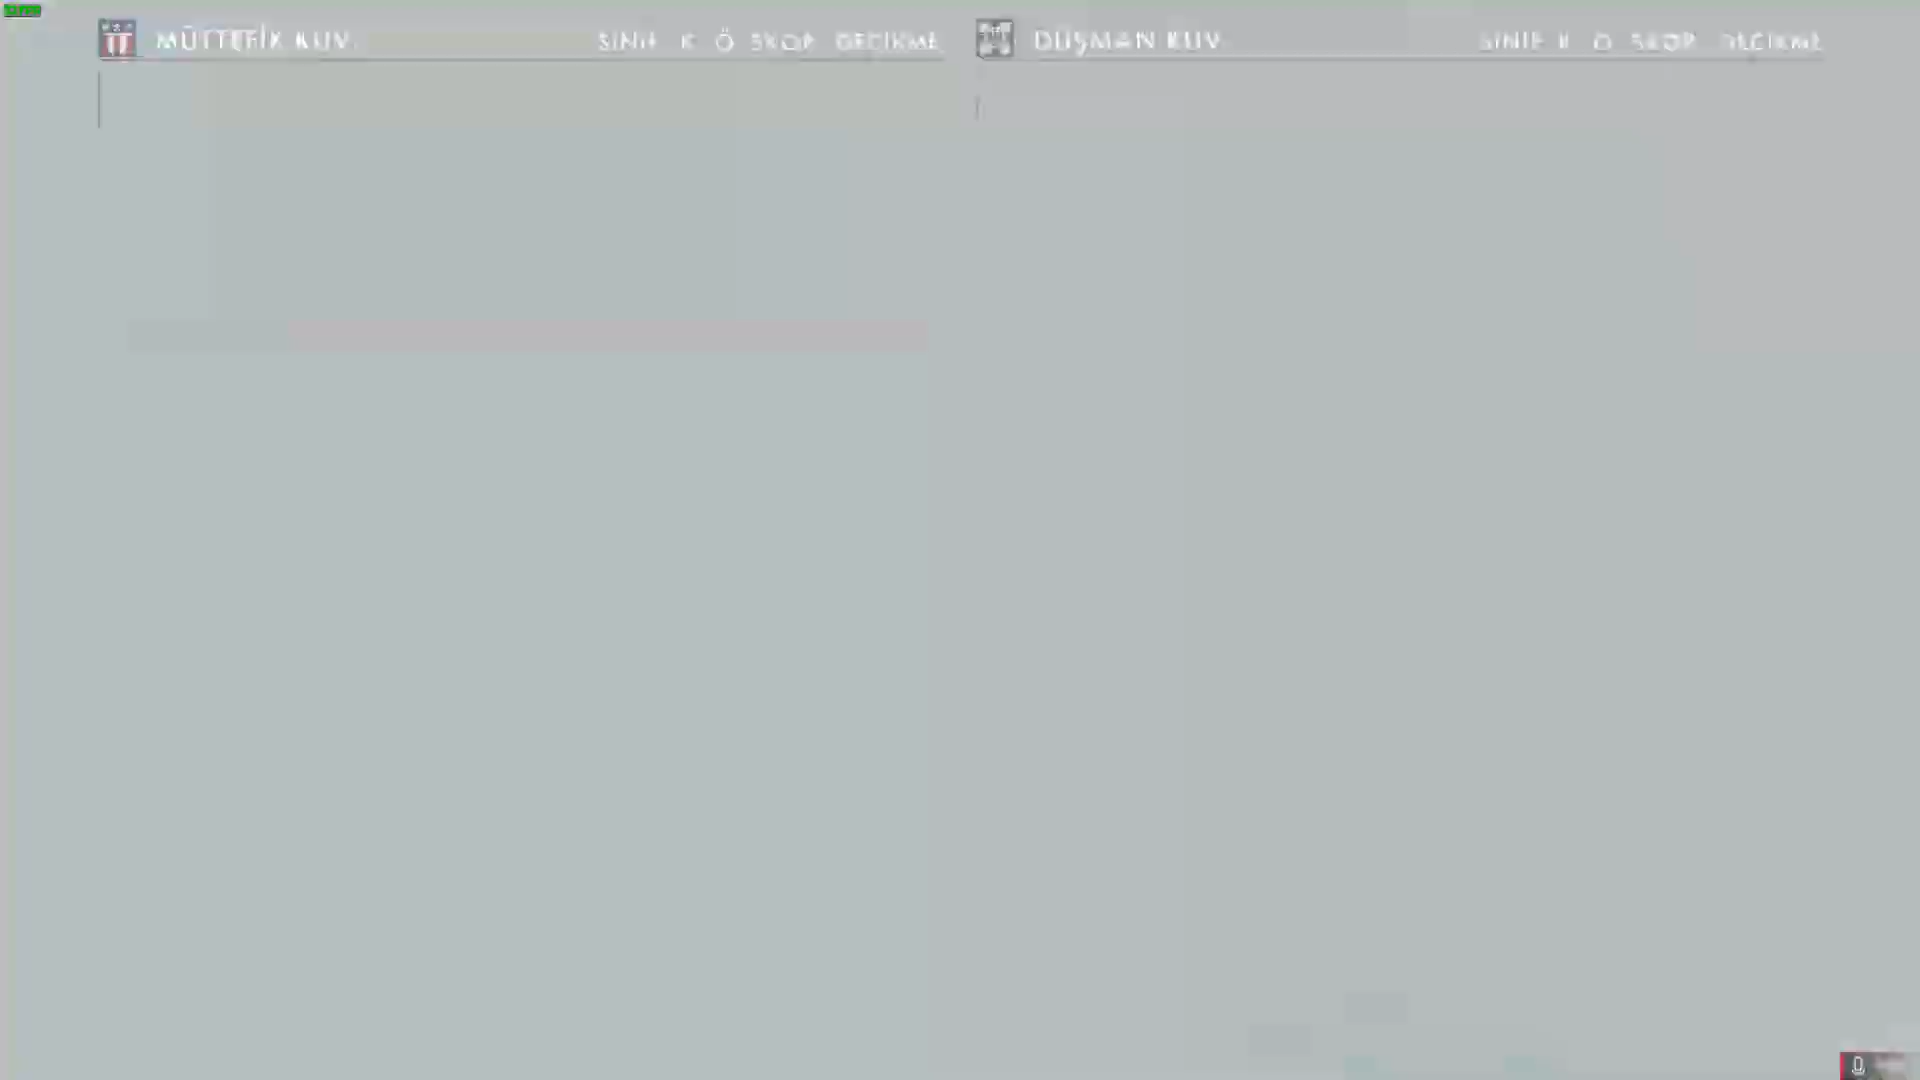 MÜTTEFİK KUV. SINIF K Ö SKOR GECİKME
DÜŞMAN KUV. SINIF K Ö SKOR GECİKME